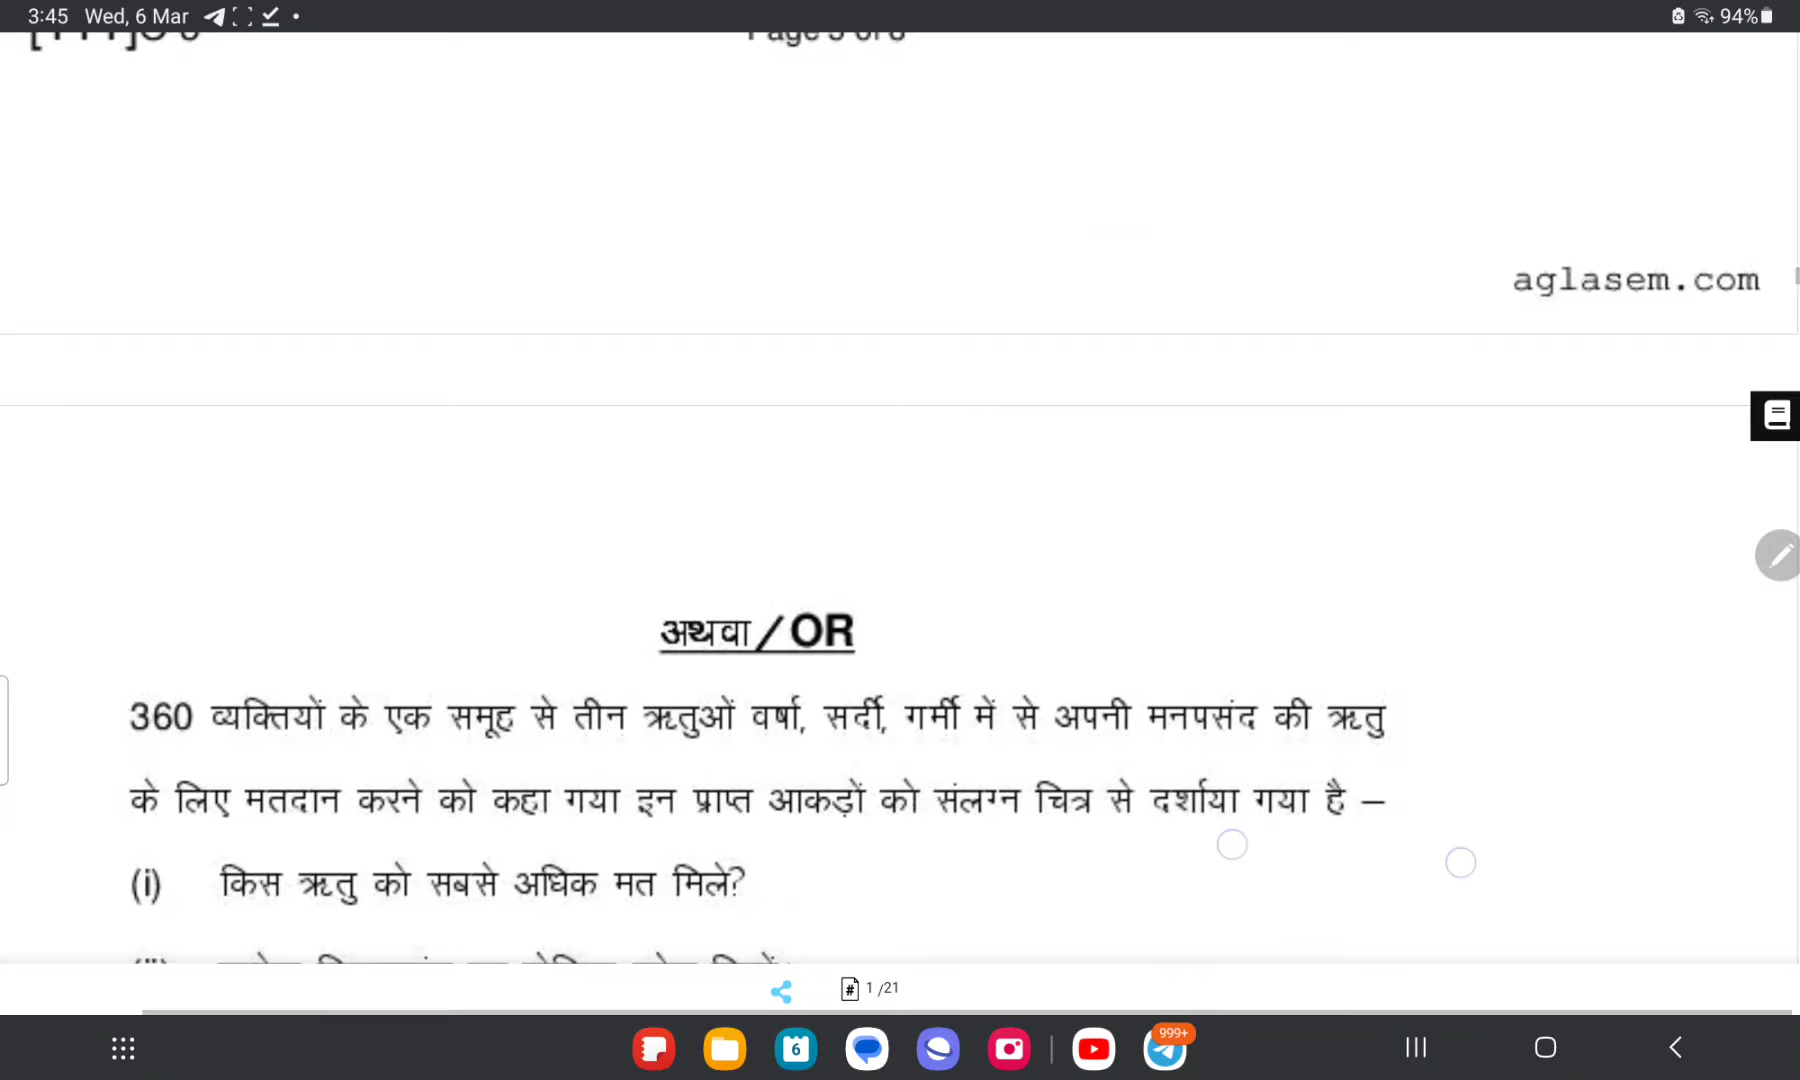 3:45 Wed, 6 Mar
94%
aglasem.com
अथवा / OR
360 व्यक्तियों के एक समूह से तीन ऋतुओं वर्षा, सर्दी, गर्मी में से अपनी मनपसंद की ऋतु
के लिए मतदान करने को कहा गया इन प्राप्त आकड़ों को संलग्न चित्र से दर्शाया गया है –
(i) किस ऋतु को सबसे अधिक मत मिले?
# 1 /21
6
999+